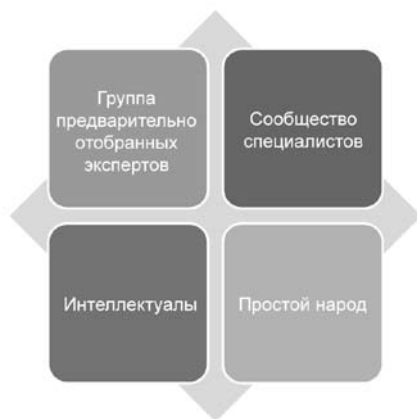 Группа
предварительно
отобранных
экспертов
Сообщество
специалистов
Интеллектуалы
Простой народ